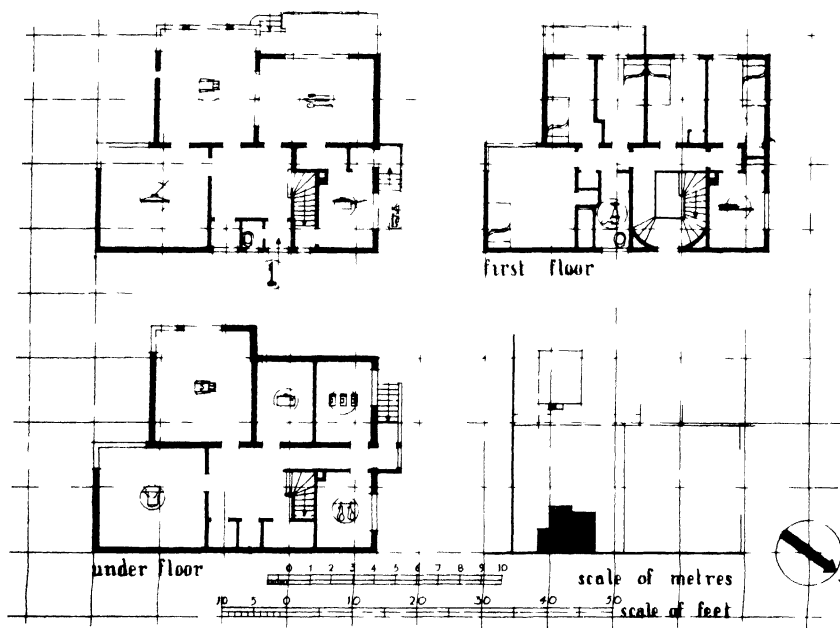 first floor
under floor
0 1 2 3 4 5 6 7 8 9 10
scale of metres
10 5 0 10 20 30 40 50
scale of feet